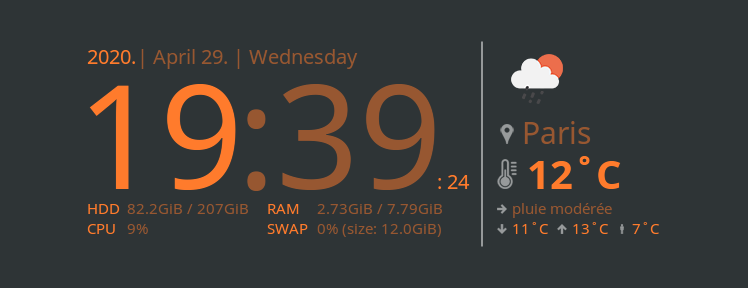 2020.| April 29. | Wednesday
19:39:24
HDD 82.2GiB / 207GiB RAM 2.73GiB / 7.79GiB
CPU 9% SWAP 0% (size: 12.0GiB)
Paris
12°C
pluie modérée
11°C 13°C 7°C